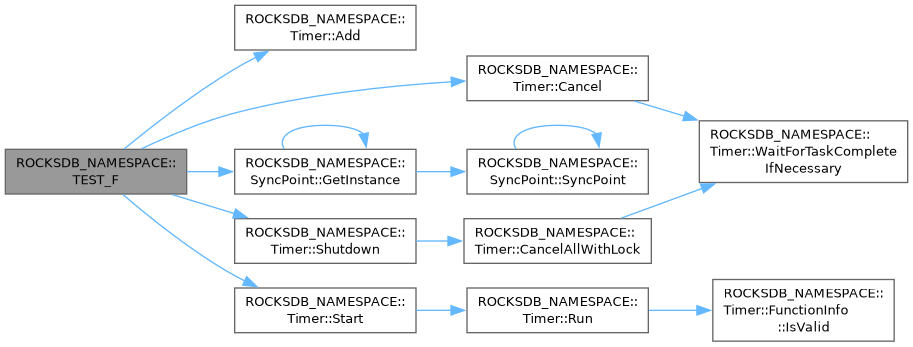 ROCKSDB_NAMESPACE::
TEST_F
ROCKSDB_NAMESPACE::
Timer::Add
ROCKSDB_NAMESPACE::
Timer::Cancel
ROCKSDB_NAMESPACE::
Timer::WaitForTaskComplete
IfNecessary
ROCKSDB_NAMESPACE::
SyncPoint::GetInstance
ROCKSDB_NAMESPACE::
SyncPoint::SyncPoint
ROCKSDB_NAMESPACE::
Timer::Shutdown
ROCKSDB_NAMESPACE::
Timer::CancelAllWithLock
ROCKSDB_NAMESPACE::
Timer::Start
ROCKSDB_NAMESPACE::
Timer::Run
ROCKSDB_NAMESPACE::
Timer::FunctionInfo
::IsValid